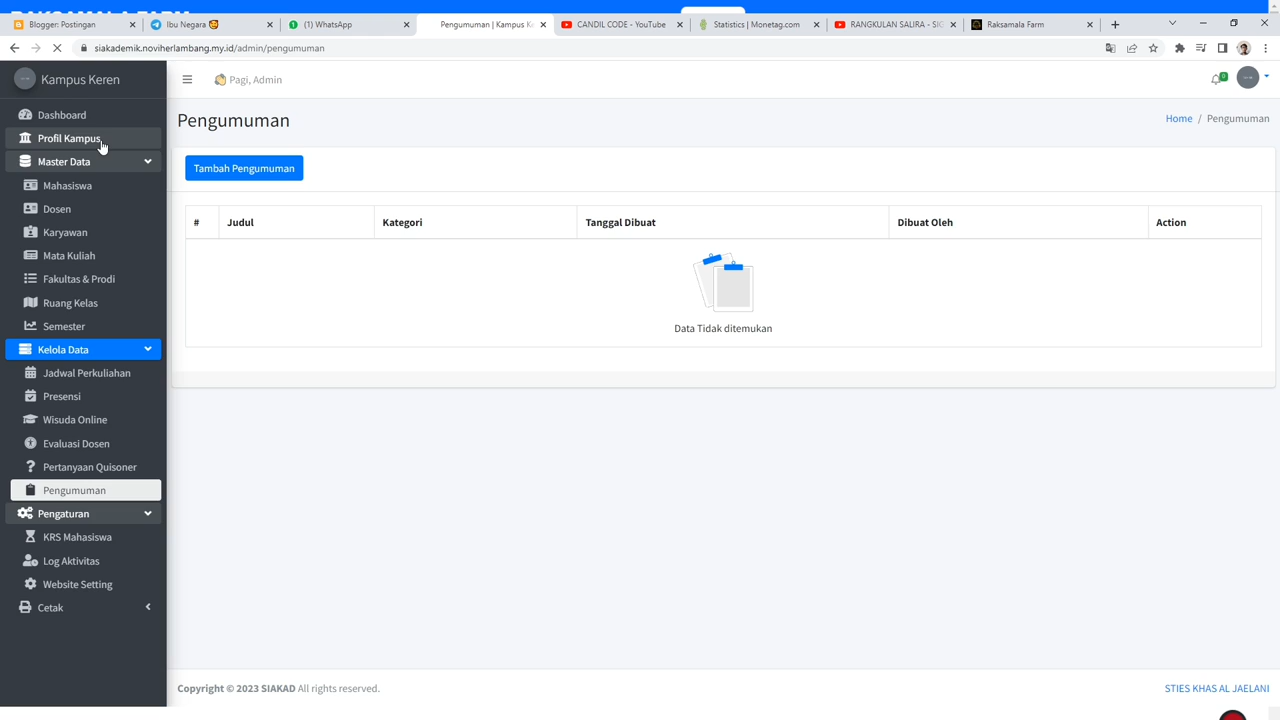 Blogger: Postingan
Ibu Negara
(1) WhatsApp
Pengumuman | Kampus Ke
CANDIL CODE - YouTube
Statistics | Monetag.com
RANGKULAN SAURA - SIG
Raksamala Farm
siakademik.noviherlambang.my.id/admin/pengumuman
Kampus Keren
Pagi, Admin
0
Dashboard
Profil Kampus
Master Data
Mahasiswa
Dosen
Karyawan
Mata Kuliah
Fakultas & Prodi
Ruang Kelas
Semester
Kelola Data
Jadwal Perkuliahan
Presensi
Wisuda Online
Evaluasi Dosen
Pertanyaan Quisoner
Pengumuman
Pengaturan
KRS Mahasiswa
Log Aktivitas
Website Setting
Cetak
Pengumuman
Home / Pengumuman
Tambah Pengumuman
# Judul Kategori Tanggal Dibuat Dibuat Oleh Action
Data Tidak ditemukan
Copyright © 2023 SIAKAD All rights reserved.
STIES KHAS AL JAELANI